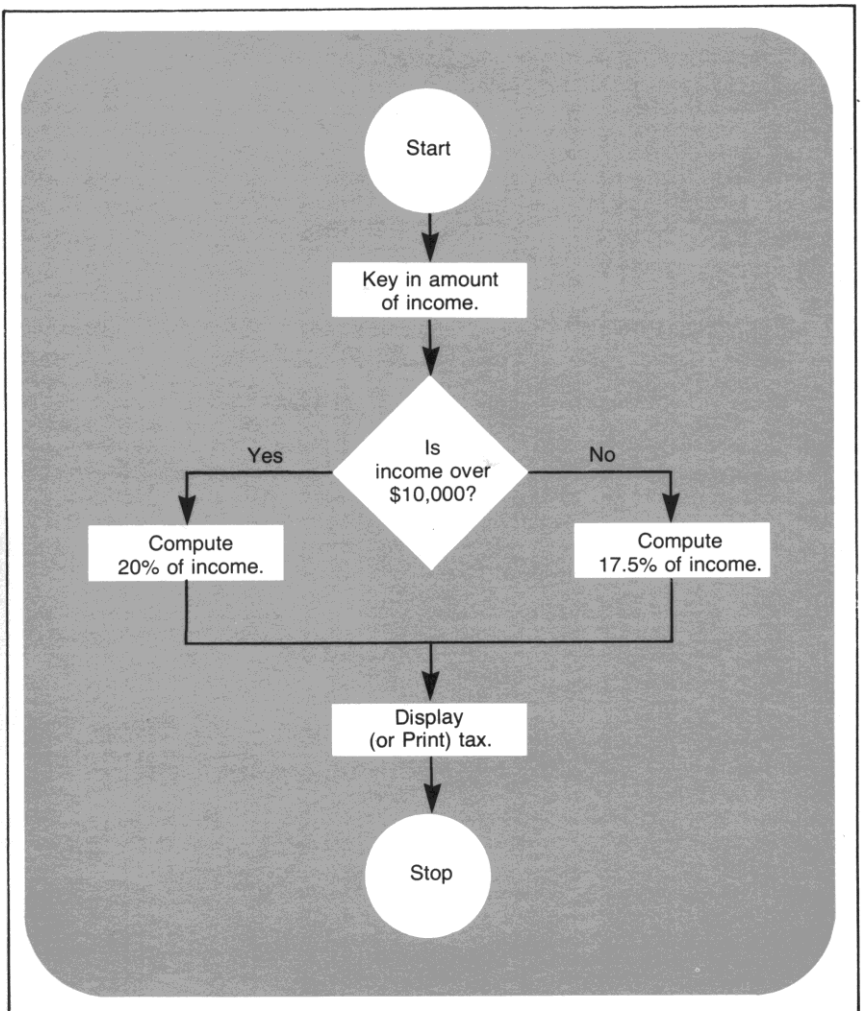 Start
Key in amount
of income.
Is
income over
$10,000?
Yes
No
Compute
20% of income.
Compute
17.5% of income.
Display
(or Print) tax.
Stop